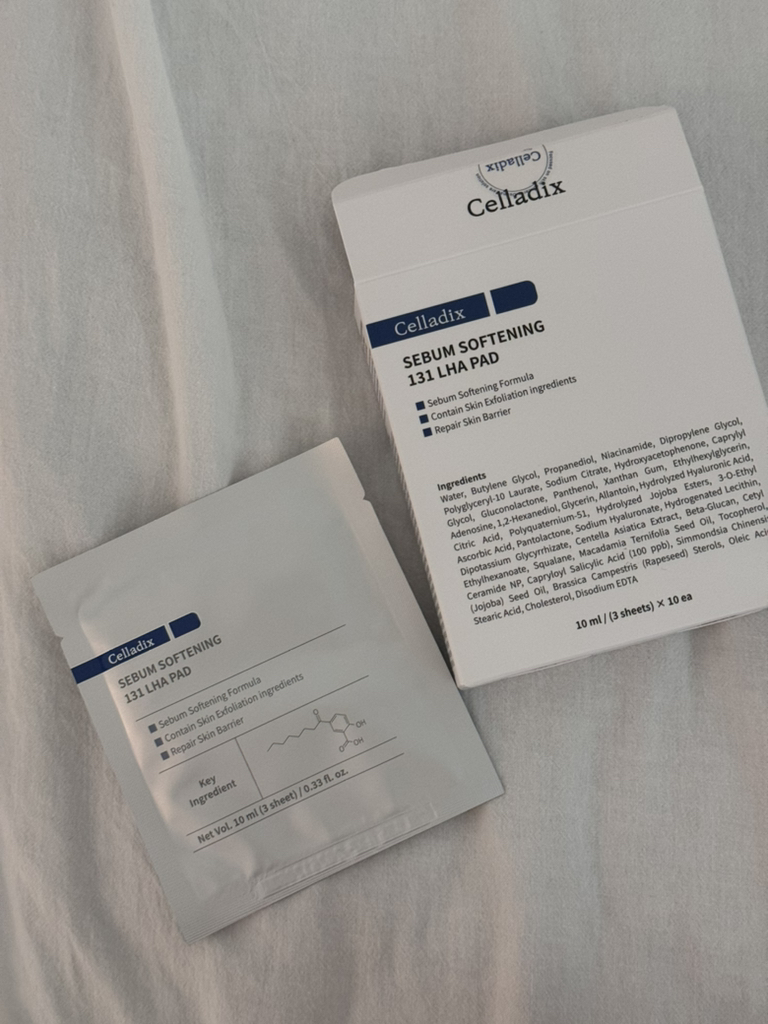 Celladix
Celladix
Celladix
SEBUM SOFTENING
131 LHA PAD
Sebum Softening Formula
Contain Skin Exfoliation ingredients
Repair Skin Barrier
Ingredients
Water, Butylene Glycol, Propanediol, Niacinamide, Dipropylene Glycol,
Polyglyceryl-10 Laurate, Sodium Citrate, Hydroxyacetophenone, Caprylyl
Glycol, Gluconolactone, Panthenol, Xanthan Gum, Ethylhexylglycerin,
Adenosine, 1,2-Hexanediol, Glycerin, Allantoin, Hydrolyzed Hyaluronic Acid,
Citric Acid, Polyquaternium-51, Hydrolyzed Jojoba Esters, 3-O-Ethyl
Ascorbic Acid, Pantolactone, Sodium Hyaluronate, Hydrogenated Lecithin,
Dipotassium Glycyrrhizate, Centella Asiatica Extract, Beta-Glucan, Cetyl
Ethylhexanoate, Squalane, Macadamia Ternifolia Seed Oil, Tocopherol,
Ceramide NP, Capryloyl Salicylic Acid (100 ppb), Simmondsia Chinensis
(Jojoba) Seed Oil, Brassica Campestris (Rapeseed) Sterols, Oleic Acid,
Stearic Acid, Cholesterol, Disodium EDTA
10 ml / (3 sheets) × 10 ea
Celladix
SEBUM SOFTENING
131 LHA PAD
Sebum Softening Formula
Contain Skin Exfoliation ingredients
Repair Skin Barrier
Key
Ingredient
O
OH
O
OH
Net Vol. 10 ml (3 sheet) / 0.33 fl. oz.